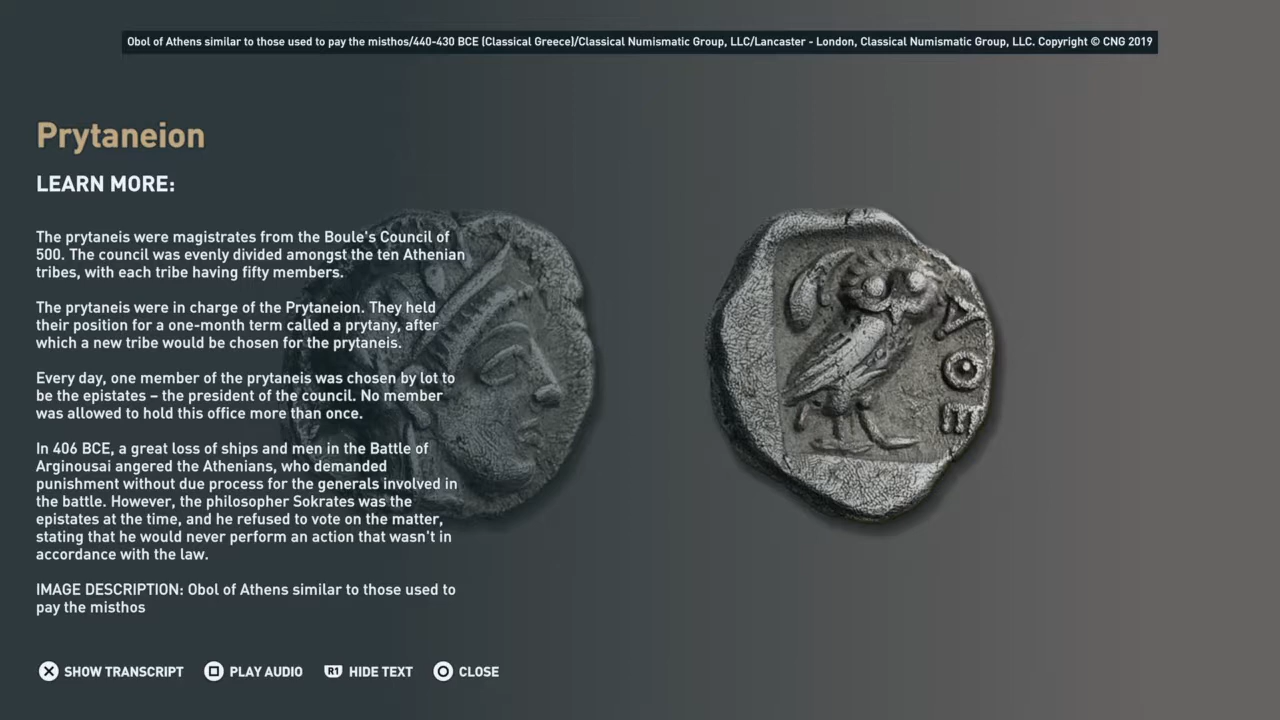 Obol of Athens similar to those used to pay the misthos/440-430 BCE (Classical Greece)/Classical Numismatic Group, LLC/Lancaster - London, Classical Numismatic Group, LLC. Copyright © CNG 2019
Prytaneion
LEARN MORE:
The prytaneis were magistrates from the Boule's Council of
500. The council was evenly divided amongst the ten Athenian
tribes, with each tribe having fifty members.
The prytaneis were in charge of the Prytaneion. They held
their position for a one-month term called a prytany, after
which a new tribe would be chosen for the prytaneis.
Every day, one member of the prytaneis was chosen by lot to
be the epistates – the president of the council. No member
was allowed to hold this office more than once.
In 406 BCE, a great loss of ships and men in the Battle of
Arginousai angered the Athenians, who demanded
punishment without due process for the generals involved in
the battle. However, the philosopher Sokrates was the
epistates at the time, and he refused to vote on the matter,
stating that he would never perform an action that wasn't in
accordance with the law.
IMAGE DESCRIPTION: Obol of Athens similar to those used to
pay the misthos
ΑΘΕ
SHOW TRANSCRIPT PLAY AUDIO R1 HIDE TEXT CLOSE